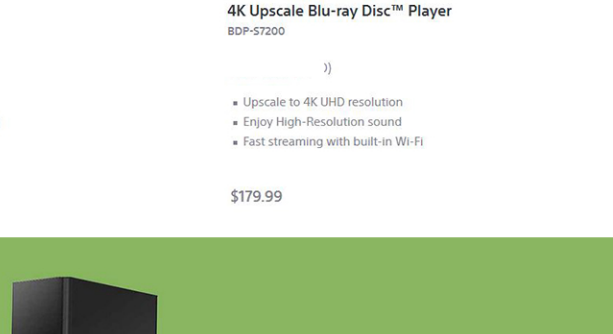 4K Upscale Blu-ray Disc™ Player
BDP-S7200
)
▪ Upscale to 4K UHD resolution
▪ Enjoy High-Resolution sound
▪ Fast streaming with built-in Wi-Fi
$179.99